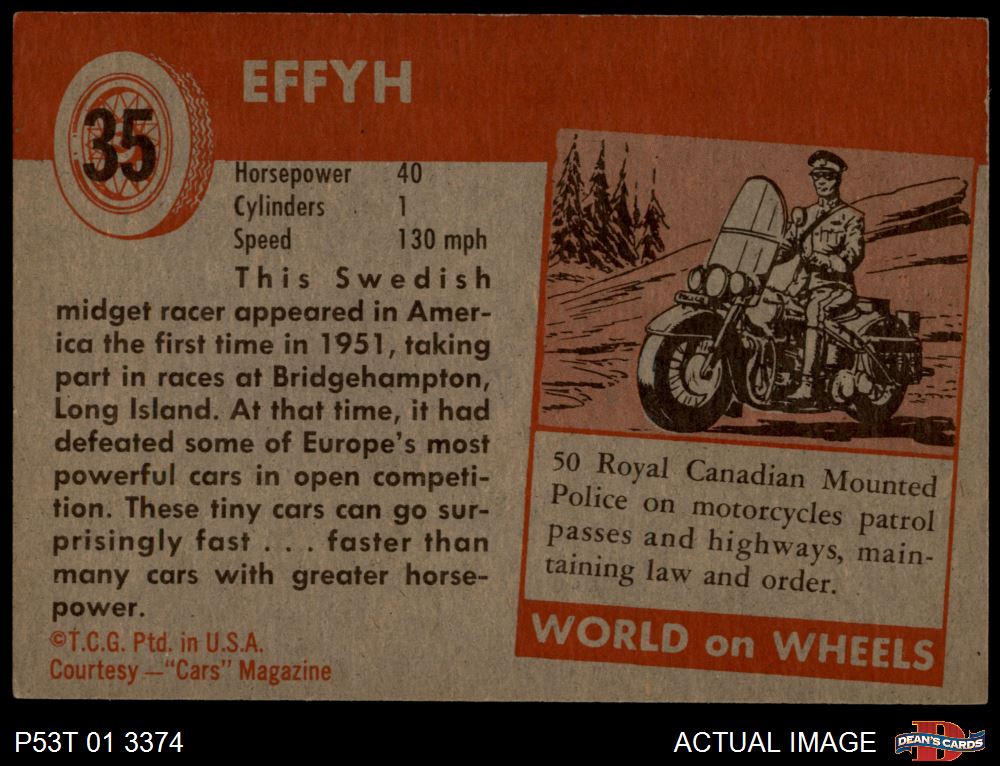 35
EFFYH
Horsepower 40
Cylinders 1
Speed 130 mph
This Swedish
midget racer appeared in Amer-
ica the first time in 1951, taking
part in races at Bridgehampton,
Long Island. At that time, it had
defeated some of Europe's most
powerful cars in open competi-
tion. These tiny cars can go sur-
prisingly fast . . . faster than
many cars with greater horse-
power.
©T.C.G. Ptd. in U.S.A.
Courtesy—"Cars" Magazine
50 Royal Canadian Mounted
Police on motorcycles patrol
passes and highways, main-
taining law and order.
WORLD on WHEELS
P53T 01 3374
ACTUAL IMAGE
DEAN'S CARDS